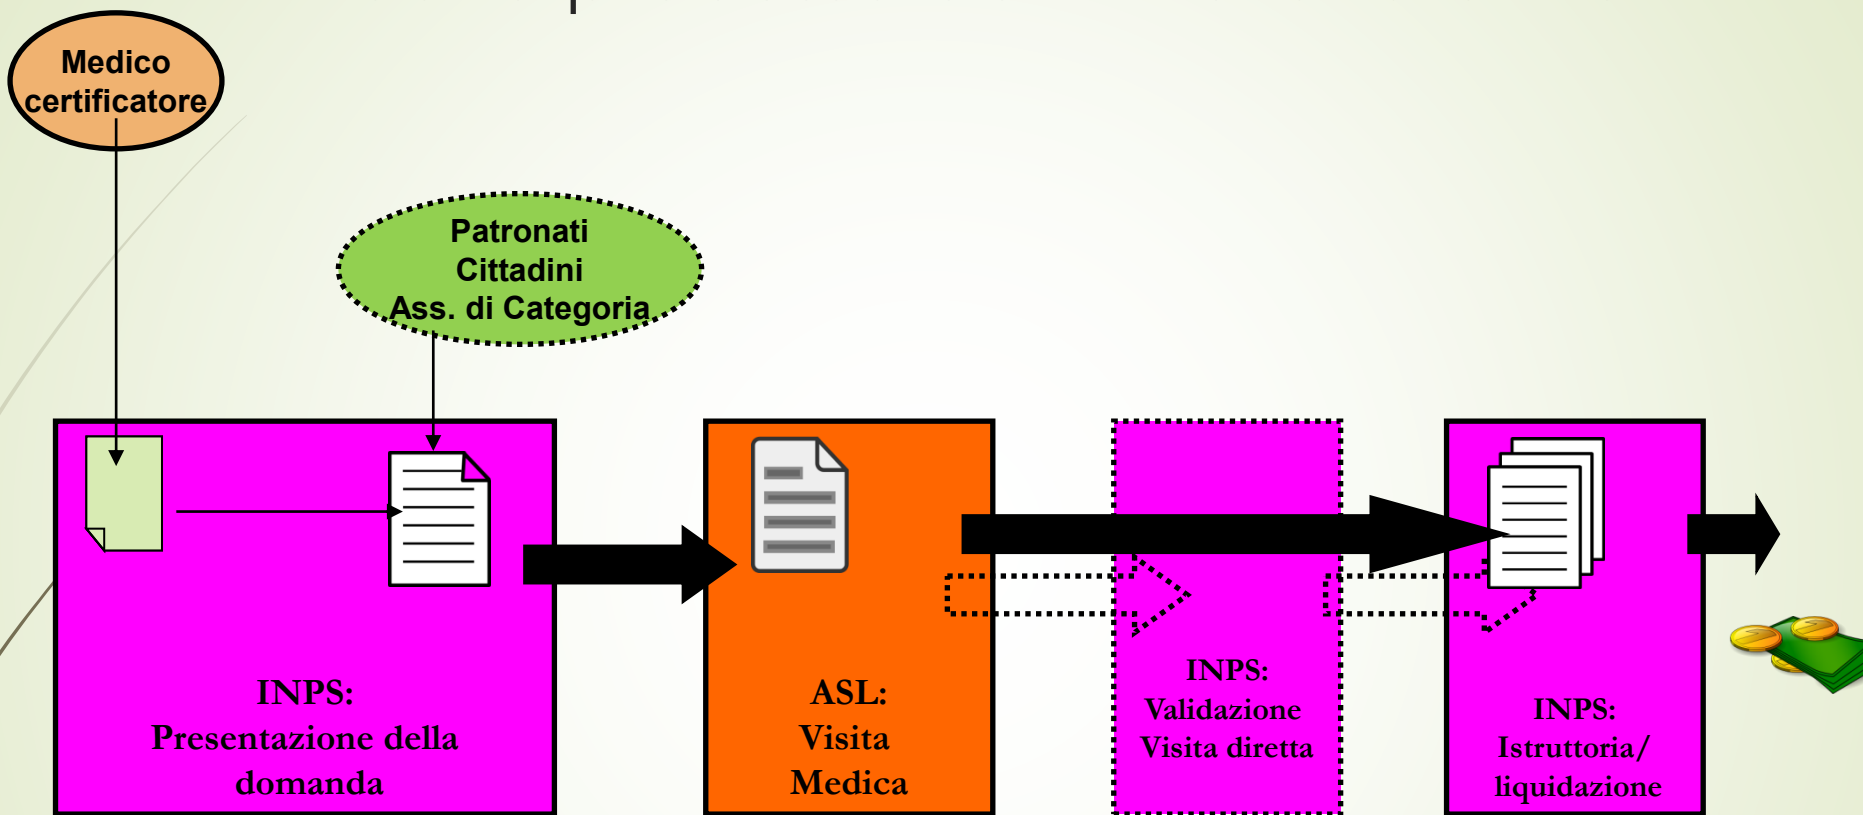 Medico
certificatore
Patronati
Cittadini
Ass. di Categoria
INPS:
Presentazione della
domanda
ASL:
Visita
Medica
INPS:
Validazione
Visita diretta
INPS:
Istruttoria/
liquidazione